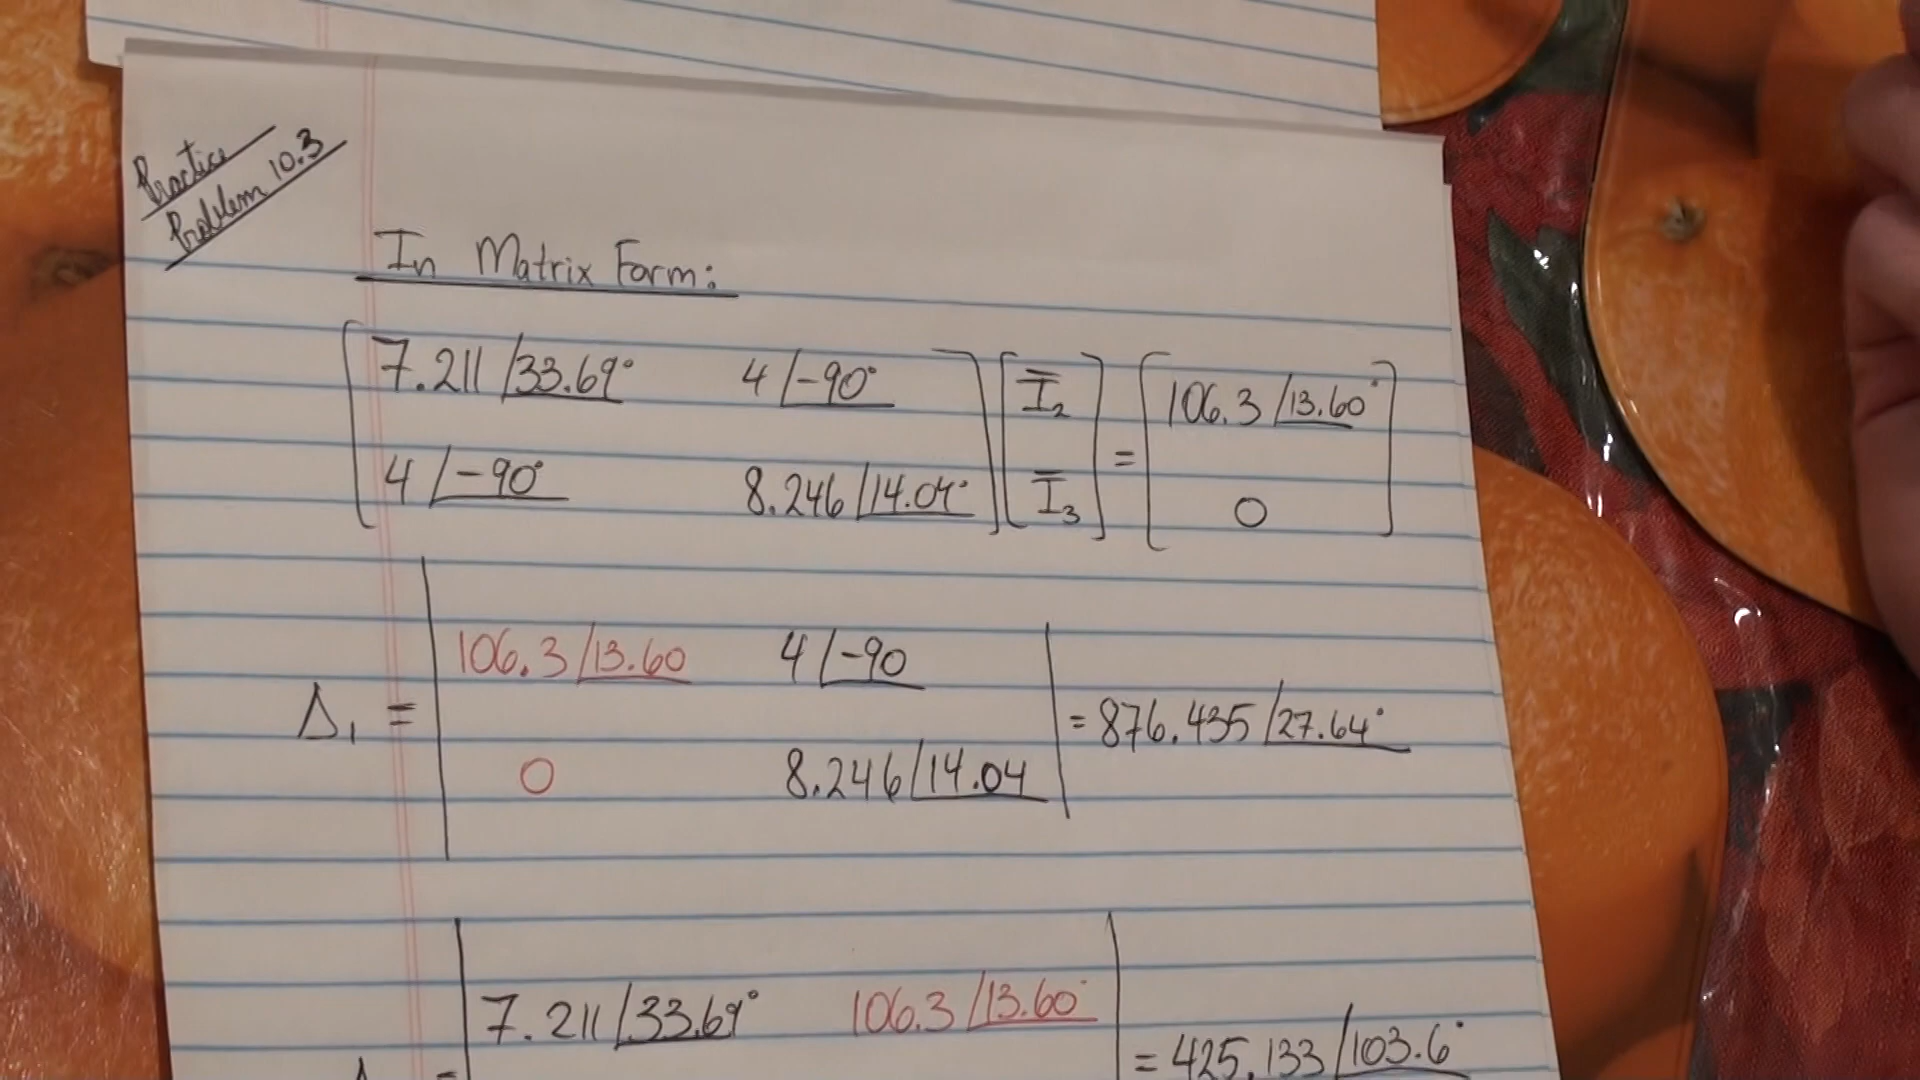 Practice
Problem 10.3
In Matrix Form:
7.211 /33.69° 4 /-90° I̅₂ 106.3 /13.60°
=
4 /-90° 8.246 /14.04° I̅₃ 0
106.3 /13.60 4 /-90
Δ₁ = = 876.435 /27.64°
0 8.246 /14.04
7.211 /33.69° 106.3 /13.60°
= = 425.133 /103.6°